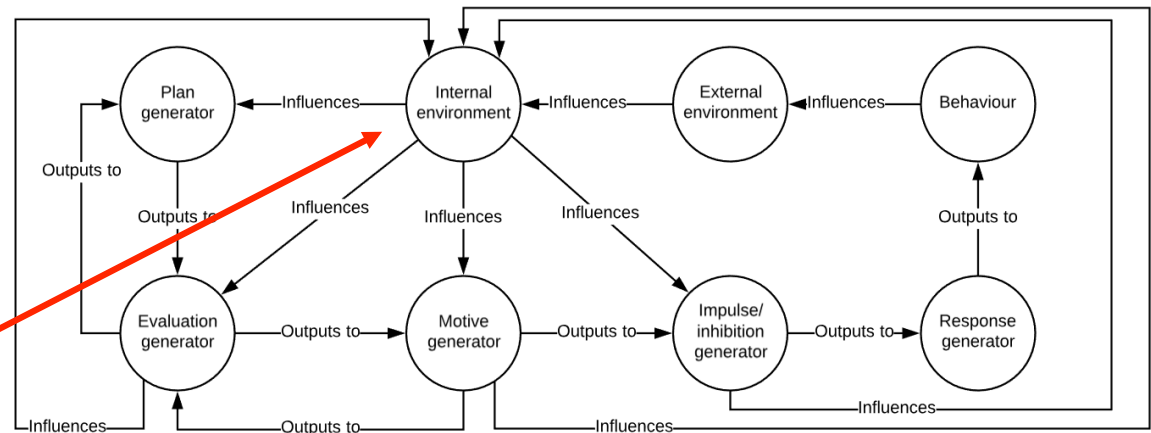 Plan
generator
Influences
Internal
environment
Influences
External
environment
Influences
Behaviour
Outputs to
Outputs to
Influences
Influences
Influences
Outputs to
Evaluation
generator
Outputs to
Motive
generator
Outputs to
Impulse/
inhibition
generator
Outputs to
Response
generator
Influences
Outputs to
Influences
Influences